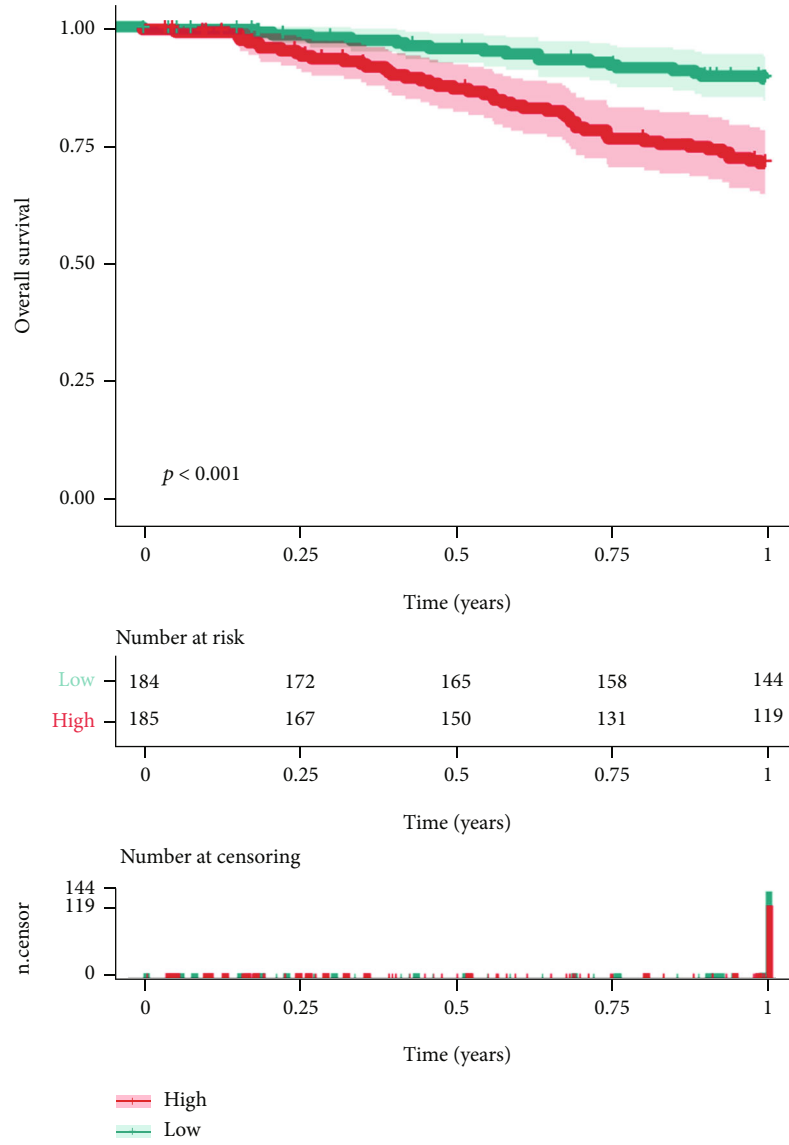 1.00
0.75
0.50
0.25
0.00
Overall survival
p < 0.001
0 0.25 0.5 0.75 1
Time (years)
Number at risk
Low 184 172 165 158 144
High 185 167 150 131 119
0 0.25 0.5 0.75 1
Time (years)
Number at censoring
144
119
0
n.censor
0 0.25 0.5 0.75 1
Time (years)
High
Low